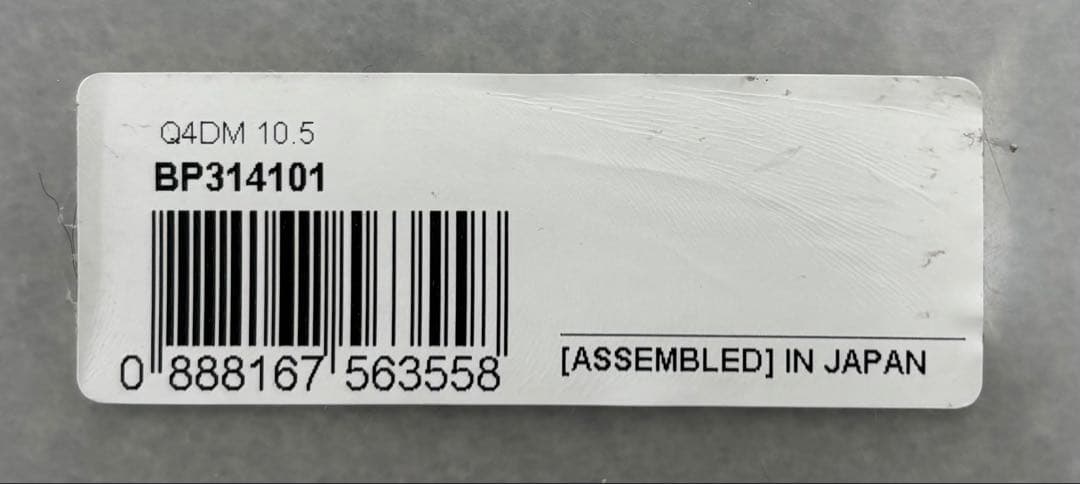 Q4DM 10.5
BP314101
0 888167 563558
[ASSEMBLED] IN JAPAN